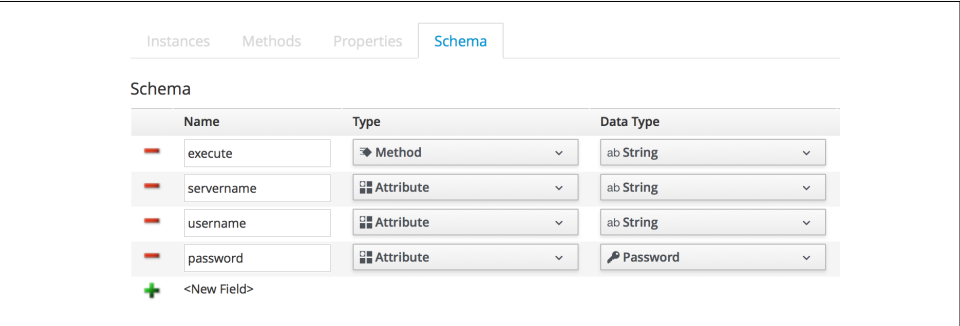 Instances Methods Properties Schema
Schema
Name Type Data Type
execute Method ab String
servername Attribute ab String
username Attribute ab String
password Attribute Password
<New Field>